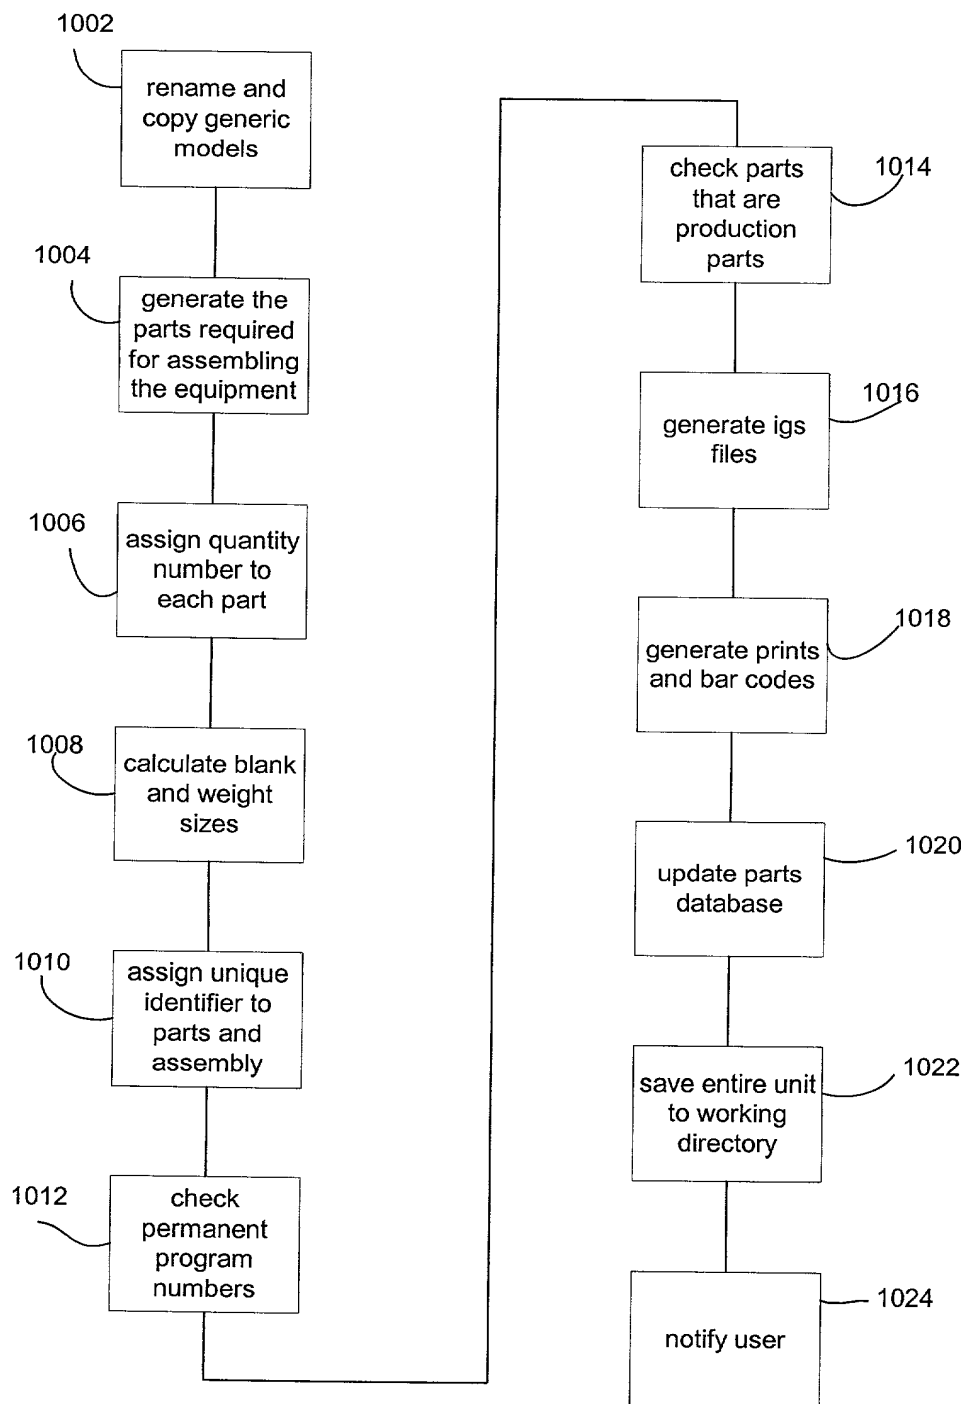 1002
rename and
copy generic
models
1004
generate the
parts required
for assembling
the equipment
1006
assign quantity
number to
each part
1008
calculate blank
and weight
sizes
1010
assign unique
identifier to
parts and
assembly
1012
check
permanent
program
numbers
1014
check parts
that are
production
parts
1016
generate igs
files
1018
generate prints
and bar codes
1020
update parts
database
1022
save entire unit
to working
directory
1024
notify user